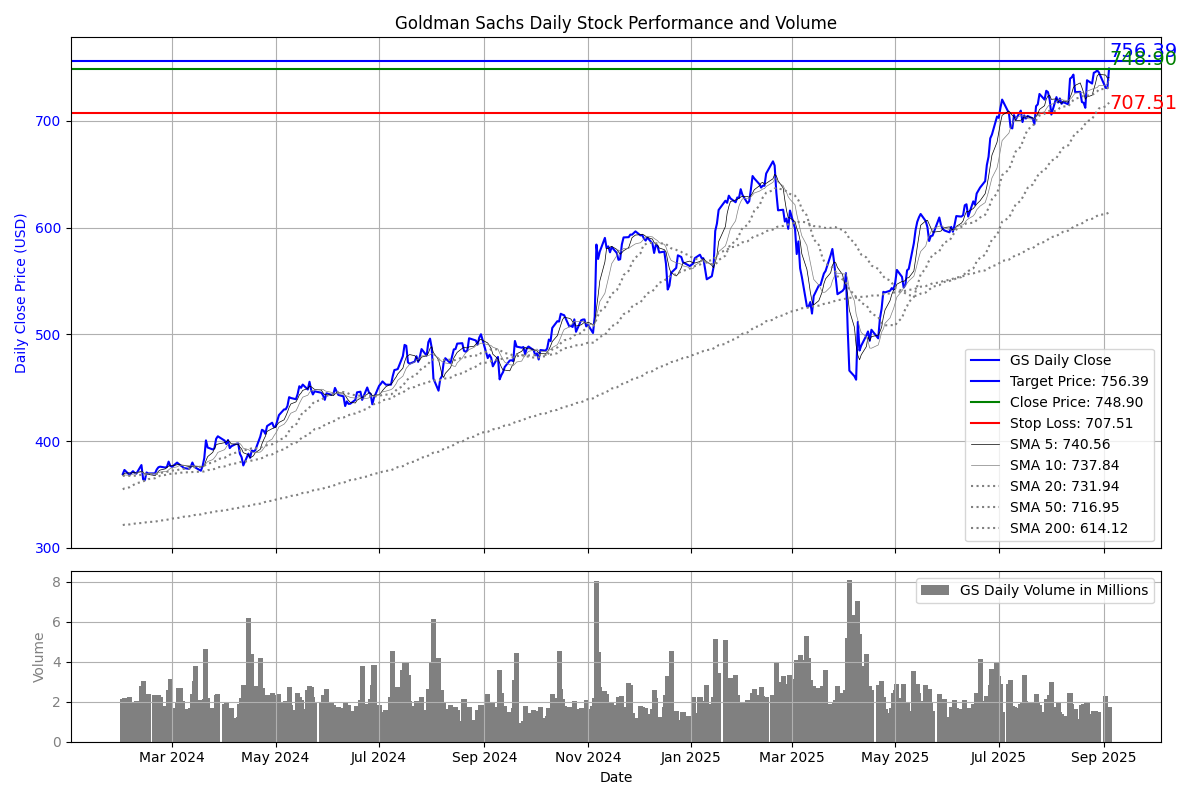 Goldman Sachs Daily Stock Performance and Volume
756.39
748.90
707.51
700
600
500
400
300
Daily Close Price (USD)
GS Daily Close
Target Price: 756.39
Close Price: 748.90
Stop Loss: 707.51
SMA 5: 740.56
SMA 10: 737.84
SMA 20: 731.94
SMA 50: 716.95
SMA 200: 614.12
8
6
4
2
0
Volume
GS Daily Volume in Millions
Mar 2024 May 2024 Jul 2024 Sep 2024 Nov 2024 Jan 2025 Mar 2025 May 2025 Jul 2025 Sep 2025
Date